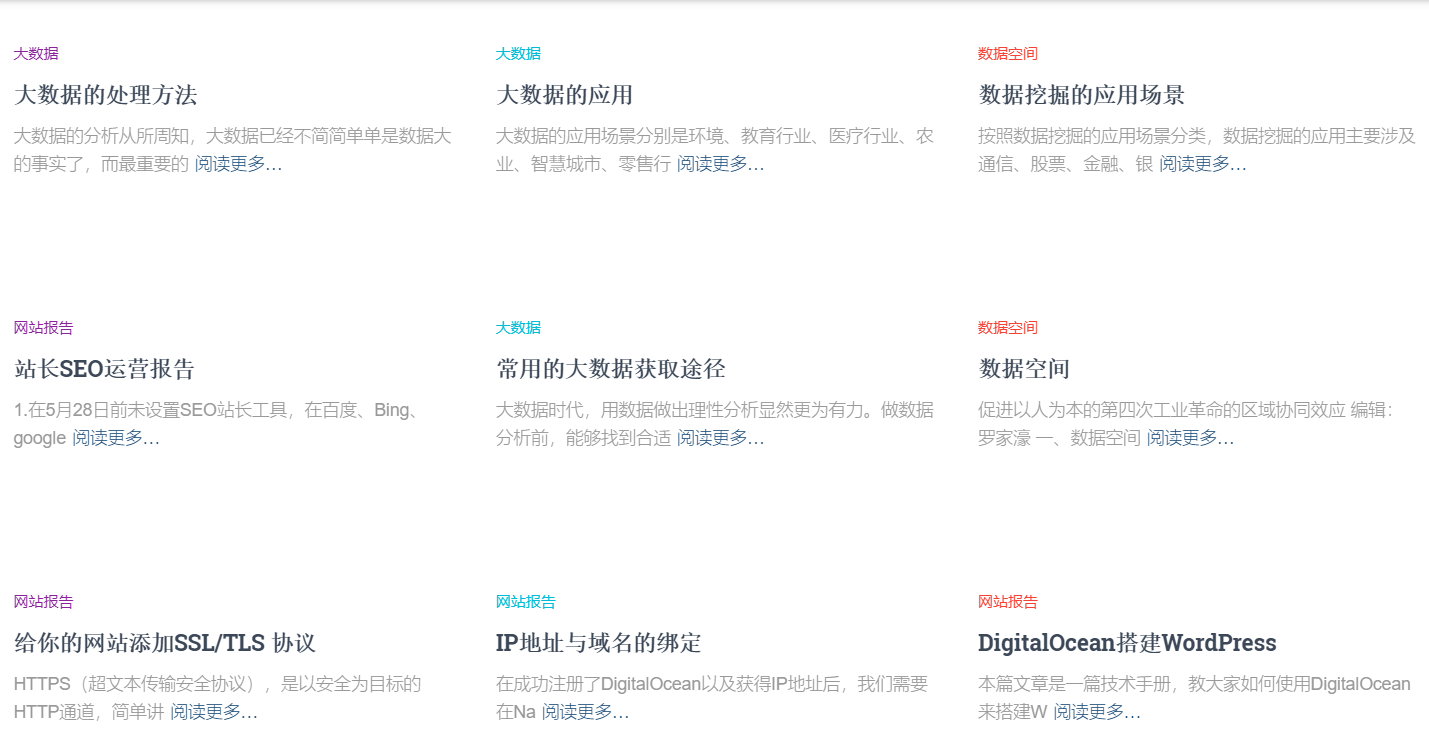 大数据
大数据的处理方法
大数据的分析从所周知，大数据已经不简简单单是数据大
的事实了，而最重要的 阅读更多…
大数据
大数据的应用
大数据的应用场景分别是环境、教育行业、医疗行业、农
业、智慧城市、零售行 阅读更多…
数据空间
数据挖掘的应用场景
按照数据挖掘的应用场景分类，数据挖掘的应用主要涉及
通信、股票、金融、银 阅读更多…
网站报告
站长SEO运营报告
1.在5月28日前未设置SEO站长工具，在百度、Bing、
google 阅读更多…
大数据
常用的大数据获取途径
大数据时代，用数据做出理性分析显然更为有力。做数据
分析前，能够找到合适 阅读更多…
数据空间
数据空间
促进以人为本的第四次工业革命的区域协同效应 编辑：
罗家濠 一、数据空间 阅读更多…
网站报告
给你的网站添加SSL/TLS 协议
HTTPS（超文本传输安全协议），是以安全为目标的
HTTP通道，简单讲 阅读更多…
网站报告
IP地址与域名的绑定
在成功注册了DigitalOcean以及获得IP地址后，我们需要
在Na 阅读更多…
网站报告
DigitalOcean搭建WordPress
本篇文章是一篇技术手册，教大家如何使用DigitalOcean
来搭建W 阅读更多…